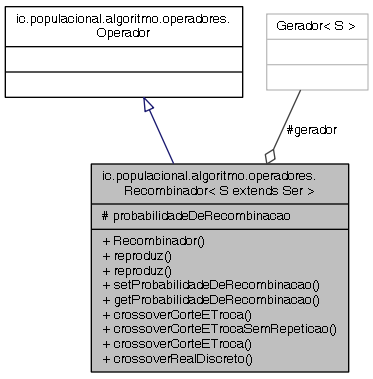 ic.populacional.algoritmo.operadores.
Operador
Gerador< S >
#gerador
ic.populacional.algoritmo.operadores.
Recombinador< S extends Ser >
# probabilidadeDeRecombinacao
+ Recombinador()
+ reproduz()
+ reproduz()
+ setProbabilidadeDeRecombinacao()
+ getProbabilidadeDeRecombinacao()
+ crossoverCorteETroca()
+ crossoverCorteETrocaSemRepeticao()
+ crossoverCorteETroca()
+ crossoverRealDiscreto()